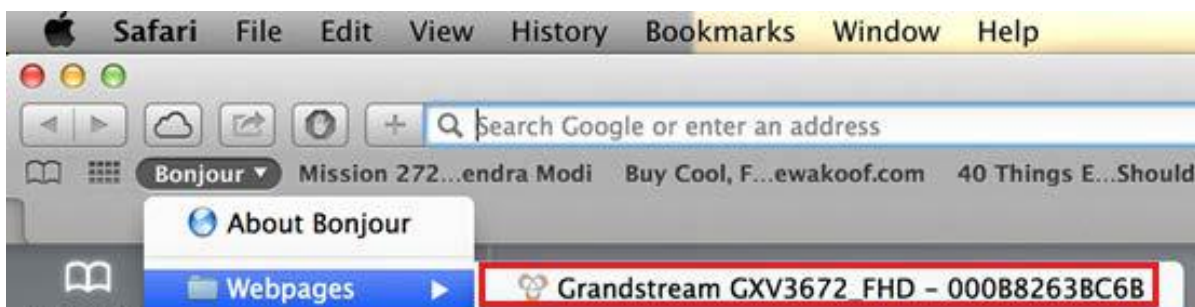 Safari File Edit View History Bookmarks Window Help
Search Google or enter an address
Bonjour Mission 272...endra Modi Buy Cool, F...ewakoof.com 40 Things E...Should
About Bonjour
Webpages Grandstream GXV3672_FHD - 000B8263BC6B